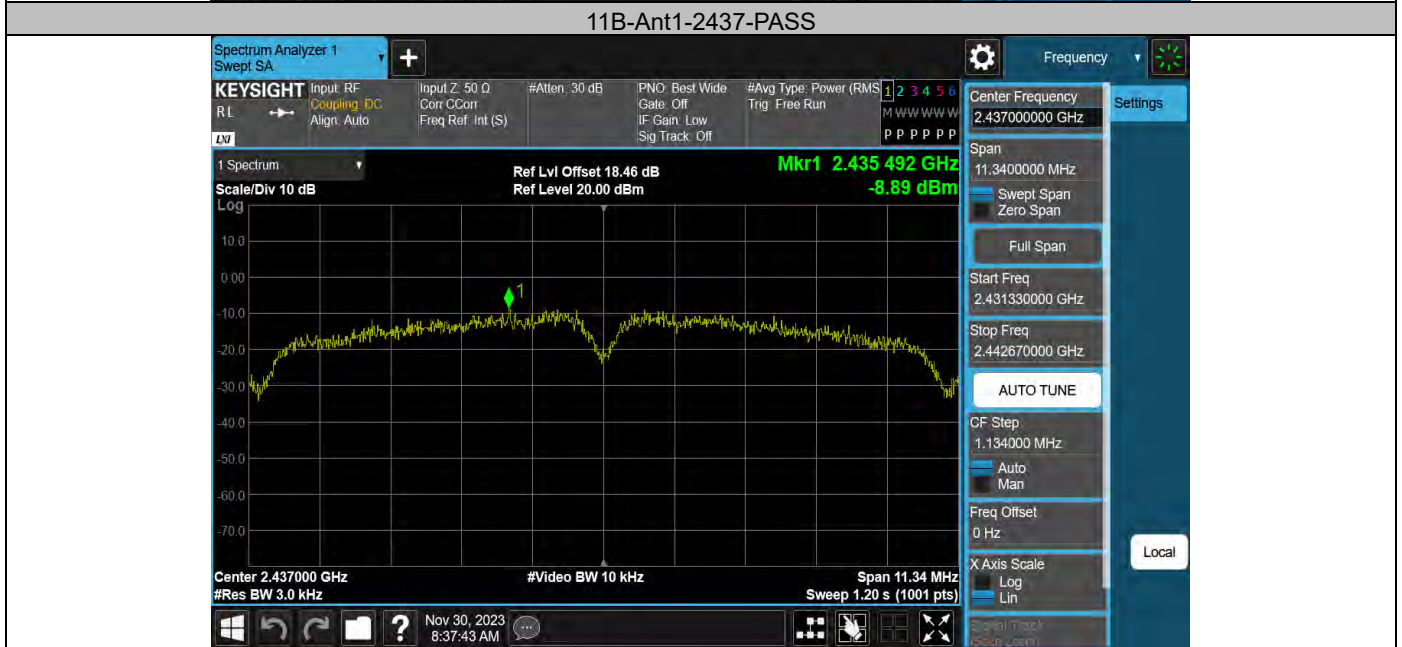 11B-Ant1-2437-PASS
Spectrum Analyzer 1
Swept SA
Frequency
KEYSIGHT
RL
LXI
Input: RF
Coupling: DC
Align: Auto
Input Z: 50 Ω
Corr CCorr
Freq Ref: Int (S)
#Atten: 30 dB
PNO: Best Wide
Gate: Off
IF Gain: Low
Sig Track: Off
#Avg Type: Power (RMS
Trig: Free Run
1 2 3 4 5 6
M W W W W W
P P P P P P
1 Spectrum
Scale/Div 10 dB
Log
Ref Lvl Offset 18.46 dB
Ref Level 20.00 dBm
Mkr1 2.435 492 GHz
-8.89 dBm
10.0
0.00
-10.0
-20.0
-30.0
-40.0
-50.0
-60.0
-70.0
1
Center 2.437000 GHz
#Res BW 3.0 kHz
#Video BW 10 kHz
Span 11.34 MHz
Sweep 1.20 s (1001 pts)
Center Frequency
2.437000000 GHz
Settings
Span
11.3400000 MHz
Swept Span
Zero Span
Full Span
Start Freq
2.431330000 GHz
Stop Freq
2.442670000 GHz
AUTO TUNE
CF Step
1.134000 MHz
Auto
Man
Freq Offset
0 Hz
Local
X Axis Scale
Log
Lin
Signal Track
(Span Zoom)
Nov 30, 2023
8:37:43 AM